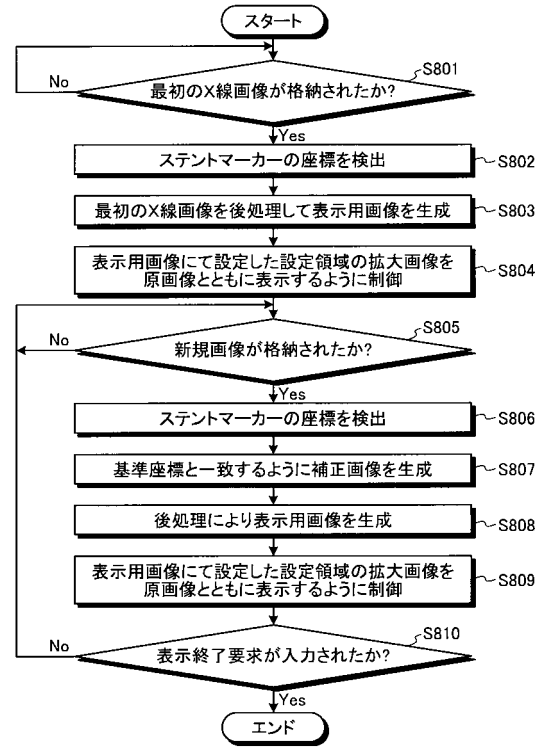 スタート
S801
最初のX線画像が格納されたか?
No
Yes
ステントマーカーの座標を検出
S802
最初のX線画像を後処理して表示用画像を生成
S803
表示用画像にて設定した設定領域の拡大画像を
原画像とともに表示するように制御
S804
S805
新規画像が格納されたか?
No
Yes
ステントマーカーの座標を検出
S806
基準座標と一致するように補正画像を生成
S807
後処理により表示用画像を生成
S808
表示用画像にて設定した設定領域の拡大画像を
原画像とともに表示するように制御
S809
S810
表示終了要求が入力されたか?
No
Yes
エンド